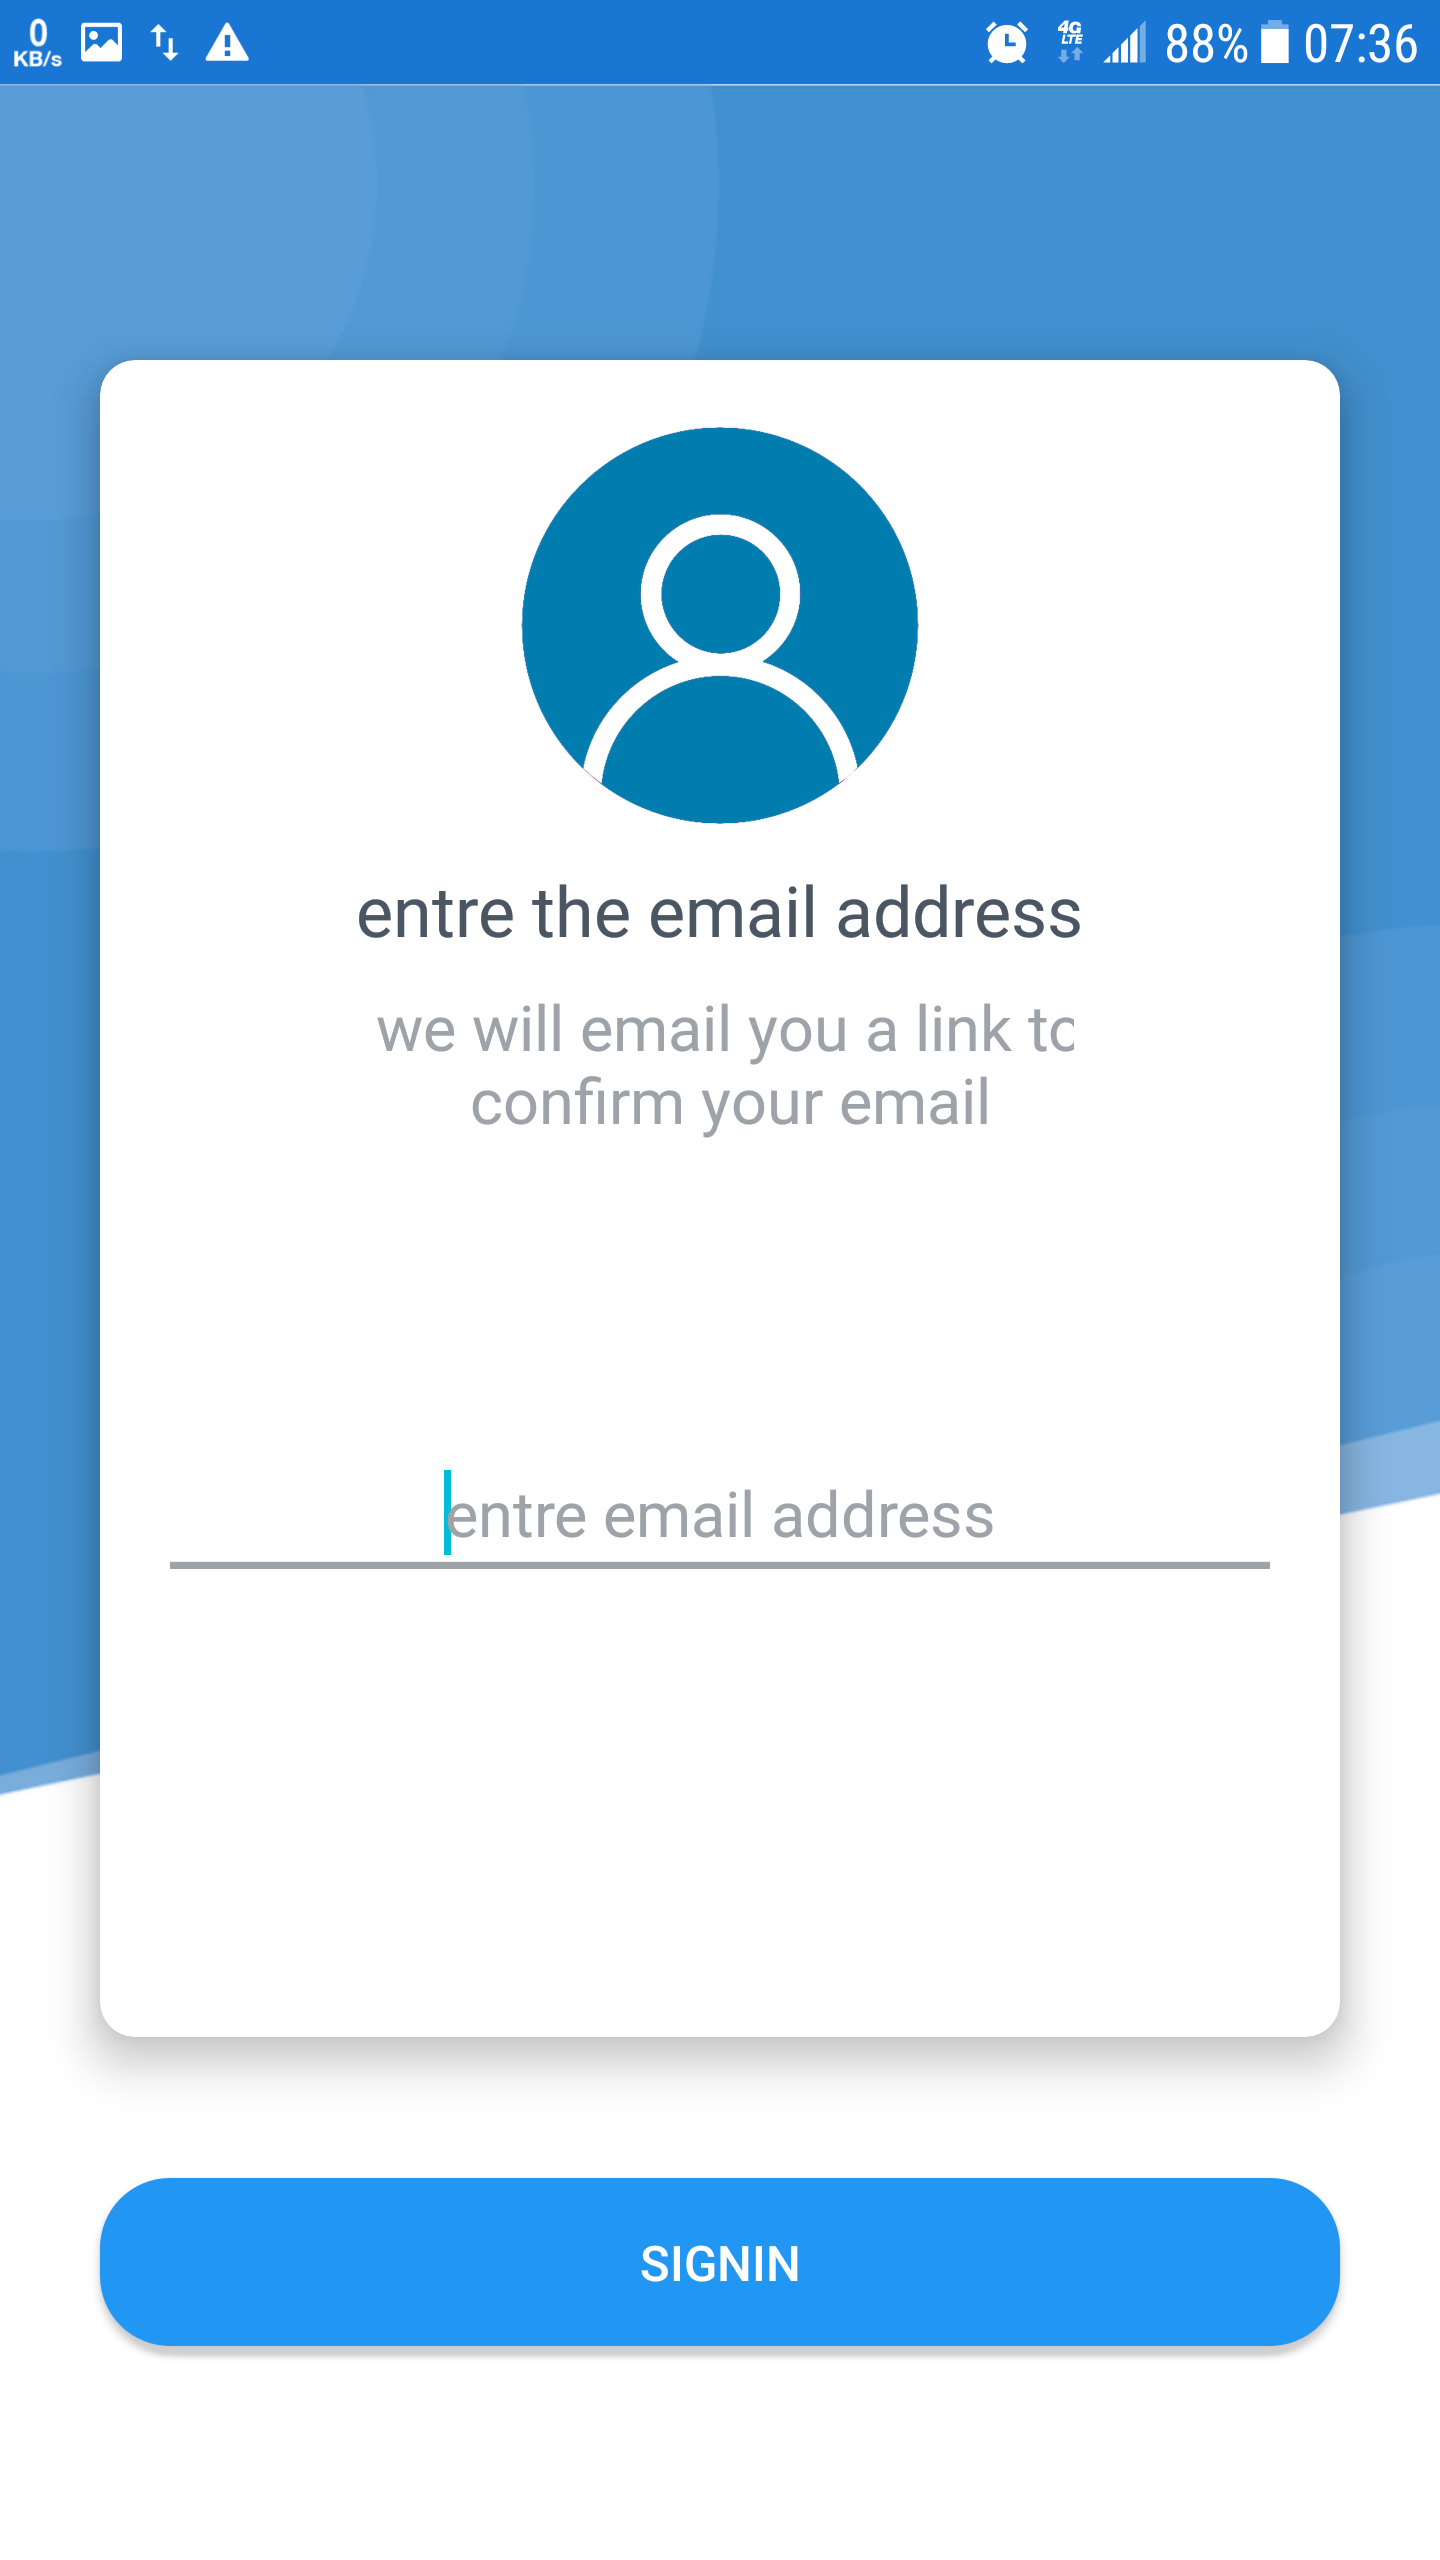 0
KB/s
4G
LTE
88%
07:36
entre the email address
we will email you a link to
confirm your email
entre email address
SIGNIN